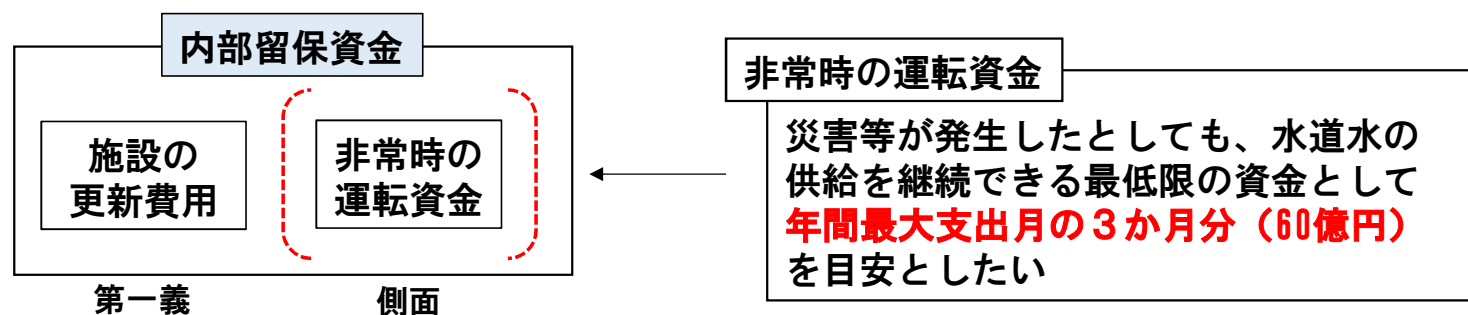 内部留保資金
施設の
更新費用
非常時の
運転資金
第一義
側面
非常時の運転資金
災害等が発生したとしても、水道水の
供給を継続できる最低限の資金として
年間最大支出月の３か月分（60億円）
を目安としたい